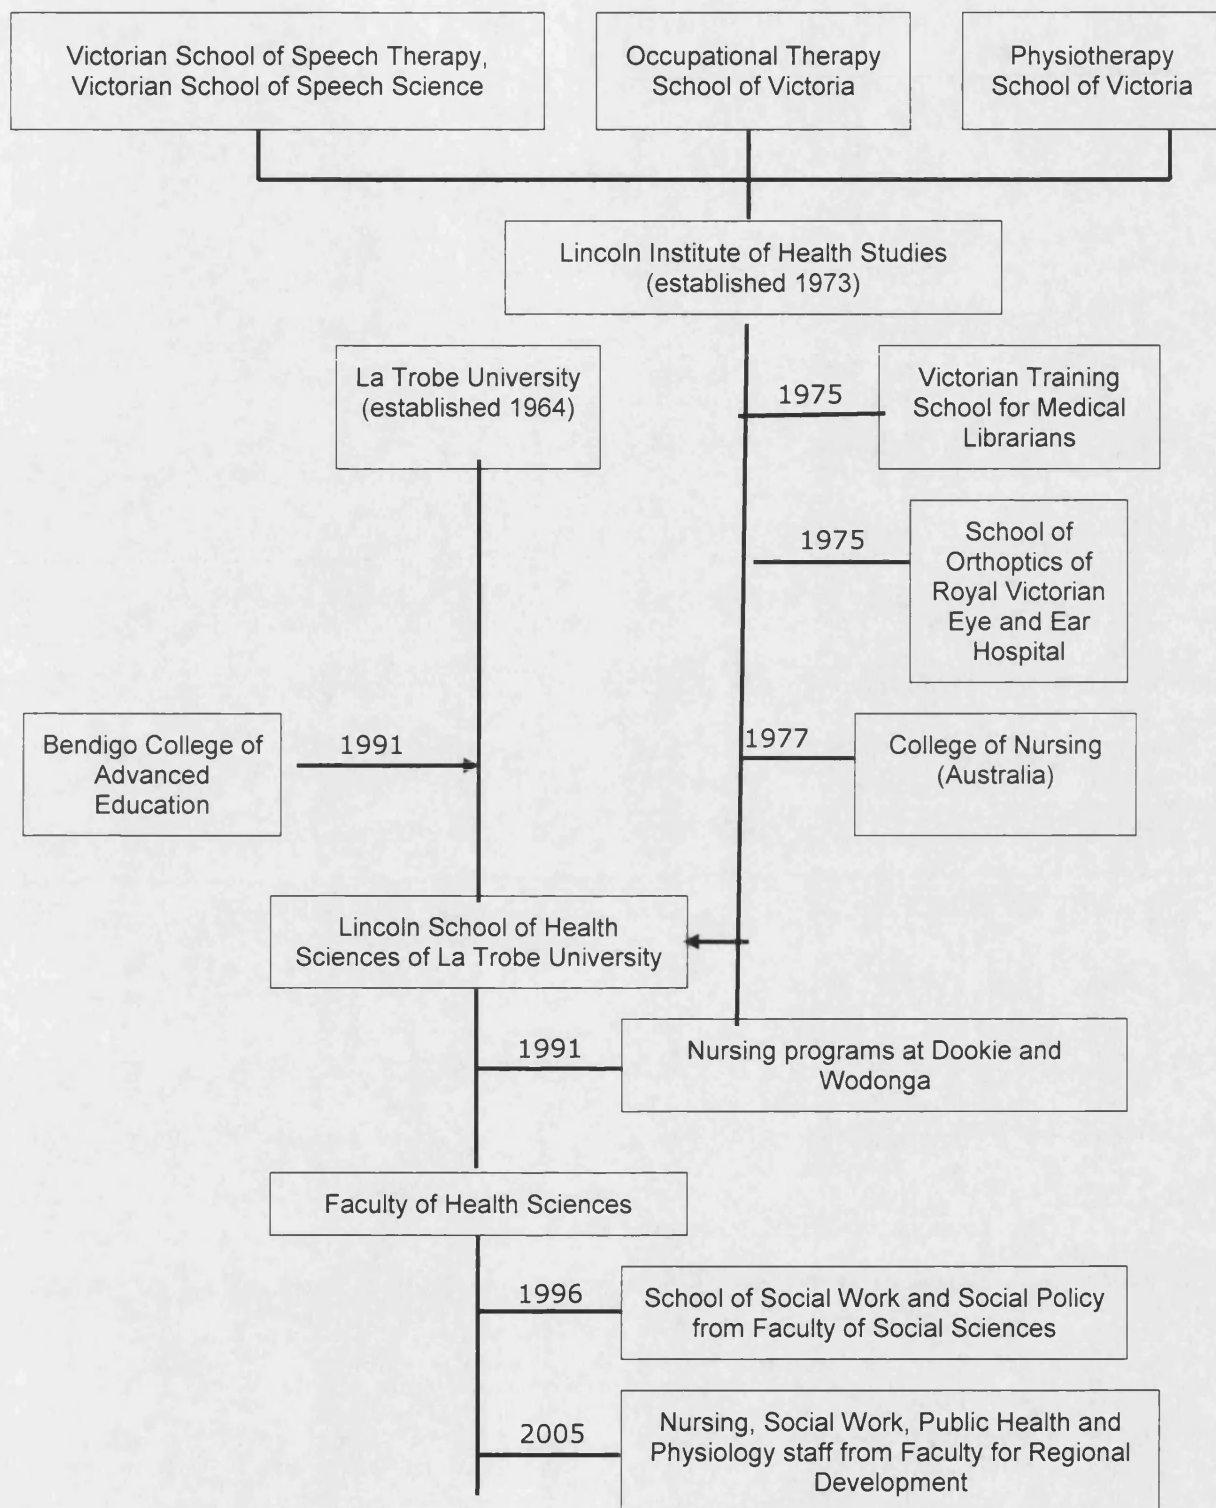 Victorian School of Speech Therapy,
Victorian School of Speech Science
Occupational Therapy
School of Victoria
Physiotherapy
School of Victoria
Lincoln Institute of Health Studies
(established 1973)
La Trobe University
(established 1964)
1975
Victorian Training
School for Medical
Librarians
1975
School of
Orthoptics of
Royal Victorian
Eye and Ear
Hospital
Bendigo College of
Advanced
Education
1991
1977
College of Nursing
(Australia)
Lincoln School of Health
Sciences of La Trobe University
1991
Nursing programs at Dookie and
Wodonga
Faculty of Health Sciences
1996
School of Social Work and Social Policy
from Faculty of Social Sciences
2005
Nursing, Social Work, Public Health and
Physiology staff from Faculty for Regional
Development